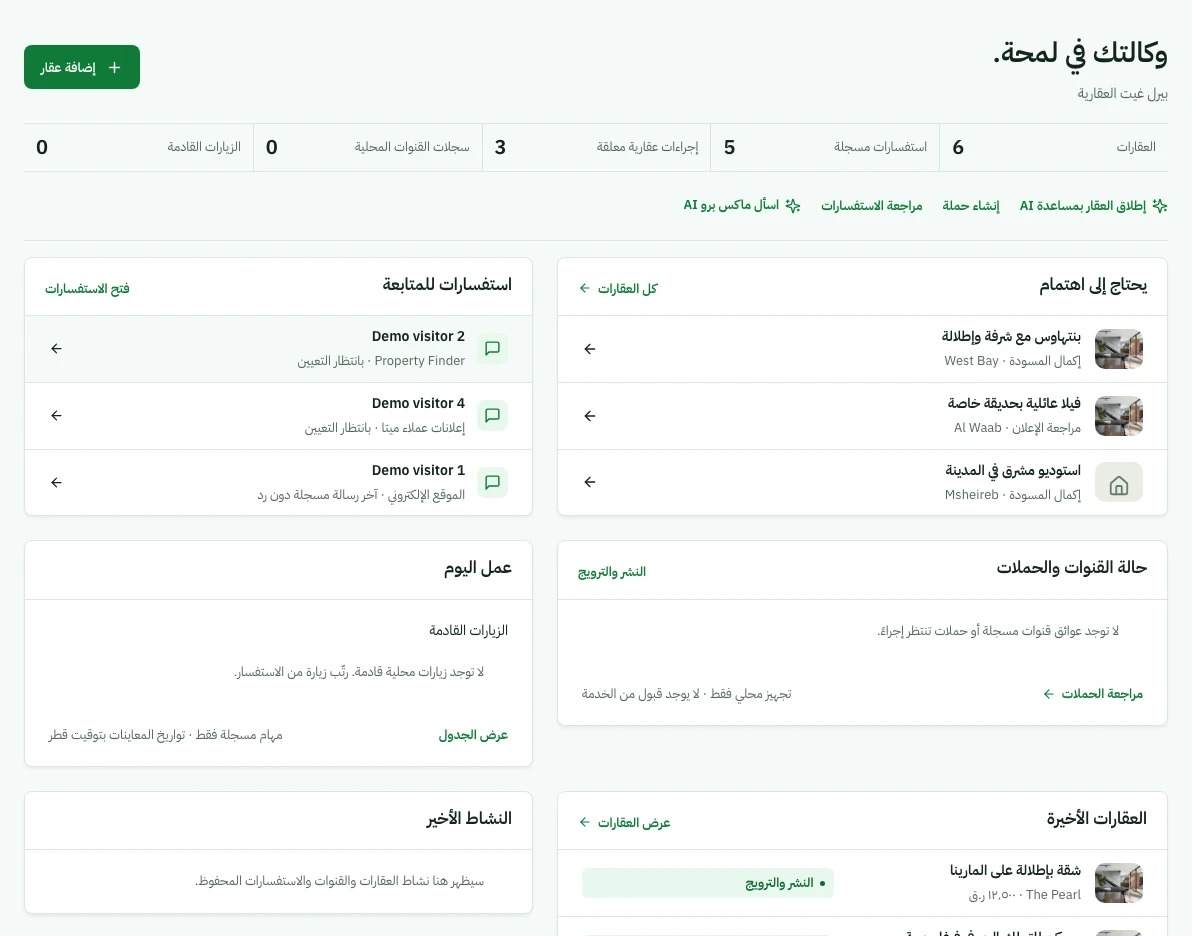 وكالتك في لمحة.
بيرل غيت العقارية
إضافة عقار
العقارات 6
استفسارات مسجلة 5
إجراءات عقارية معلقة 3
سجلات القنوات المحلية 0
الزيارات القادمة 0
إطلاق العقار بمساعدة AI
إنشاء حملة
مراجعة الاستفسارات
اسأل ماكس برو AI
يحتاج إلى اهتمام
كل العقارات
بنتهاوس مع شرفة وإطلالة
إكمال المسودة · West Bay
فيلا عائلية بحديقة خاصة
مراجعة الإعلان · Al Waab
استوديو مشرق في المدينة
إكمال المسودة · Msheireb
استفسارات للمتابعة
فتح الاستفسارات
Demo visitor 2
Property Finder · بانتظار التعيين
Demo visitor 4
إعلانات عملاء ميتا · بانتظار التعيين
Demo visitor 1
الموقع الإلكتروني · آخر رسالة مسجلة دون رد
حالة القنوات والحملات
النشر والترويج
لا توجد عوائق قنوات مسجلة أو حملات تنتظر إجراءً.
مراجعة الحملات
تجهيز محلي فقط · لا يوجد قبول من الخدمة
عمل اليوم
الزيارات القادمة
لا توجد زيارات محلية قادمة. رتّب زيارة من الاستفسار.
عرض الجدول
مهام مسجلة فقط · تواريخ المعاينات بتوقيت قطر
العقارات الأخيرة
عرض العقارات
شقة بإطلالة على المارينا
The Pearl · ١٢٬٥٠٠ ر.ق
النشر والترويج
النشاط الأخير
سيظهر هنا نشاط العقارات والقنوات والاستفسارات المحفوظ.